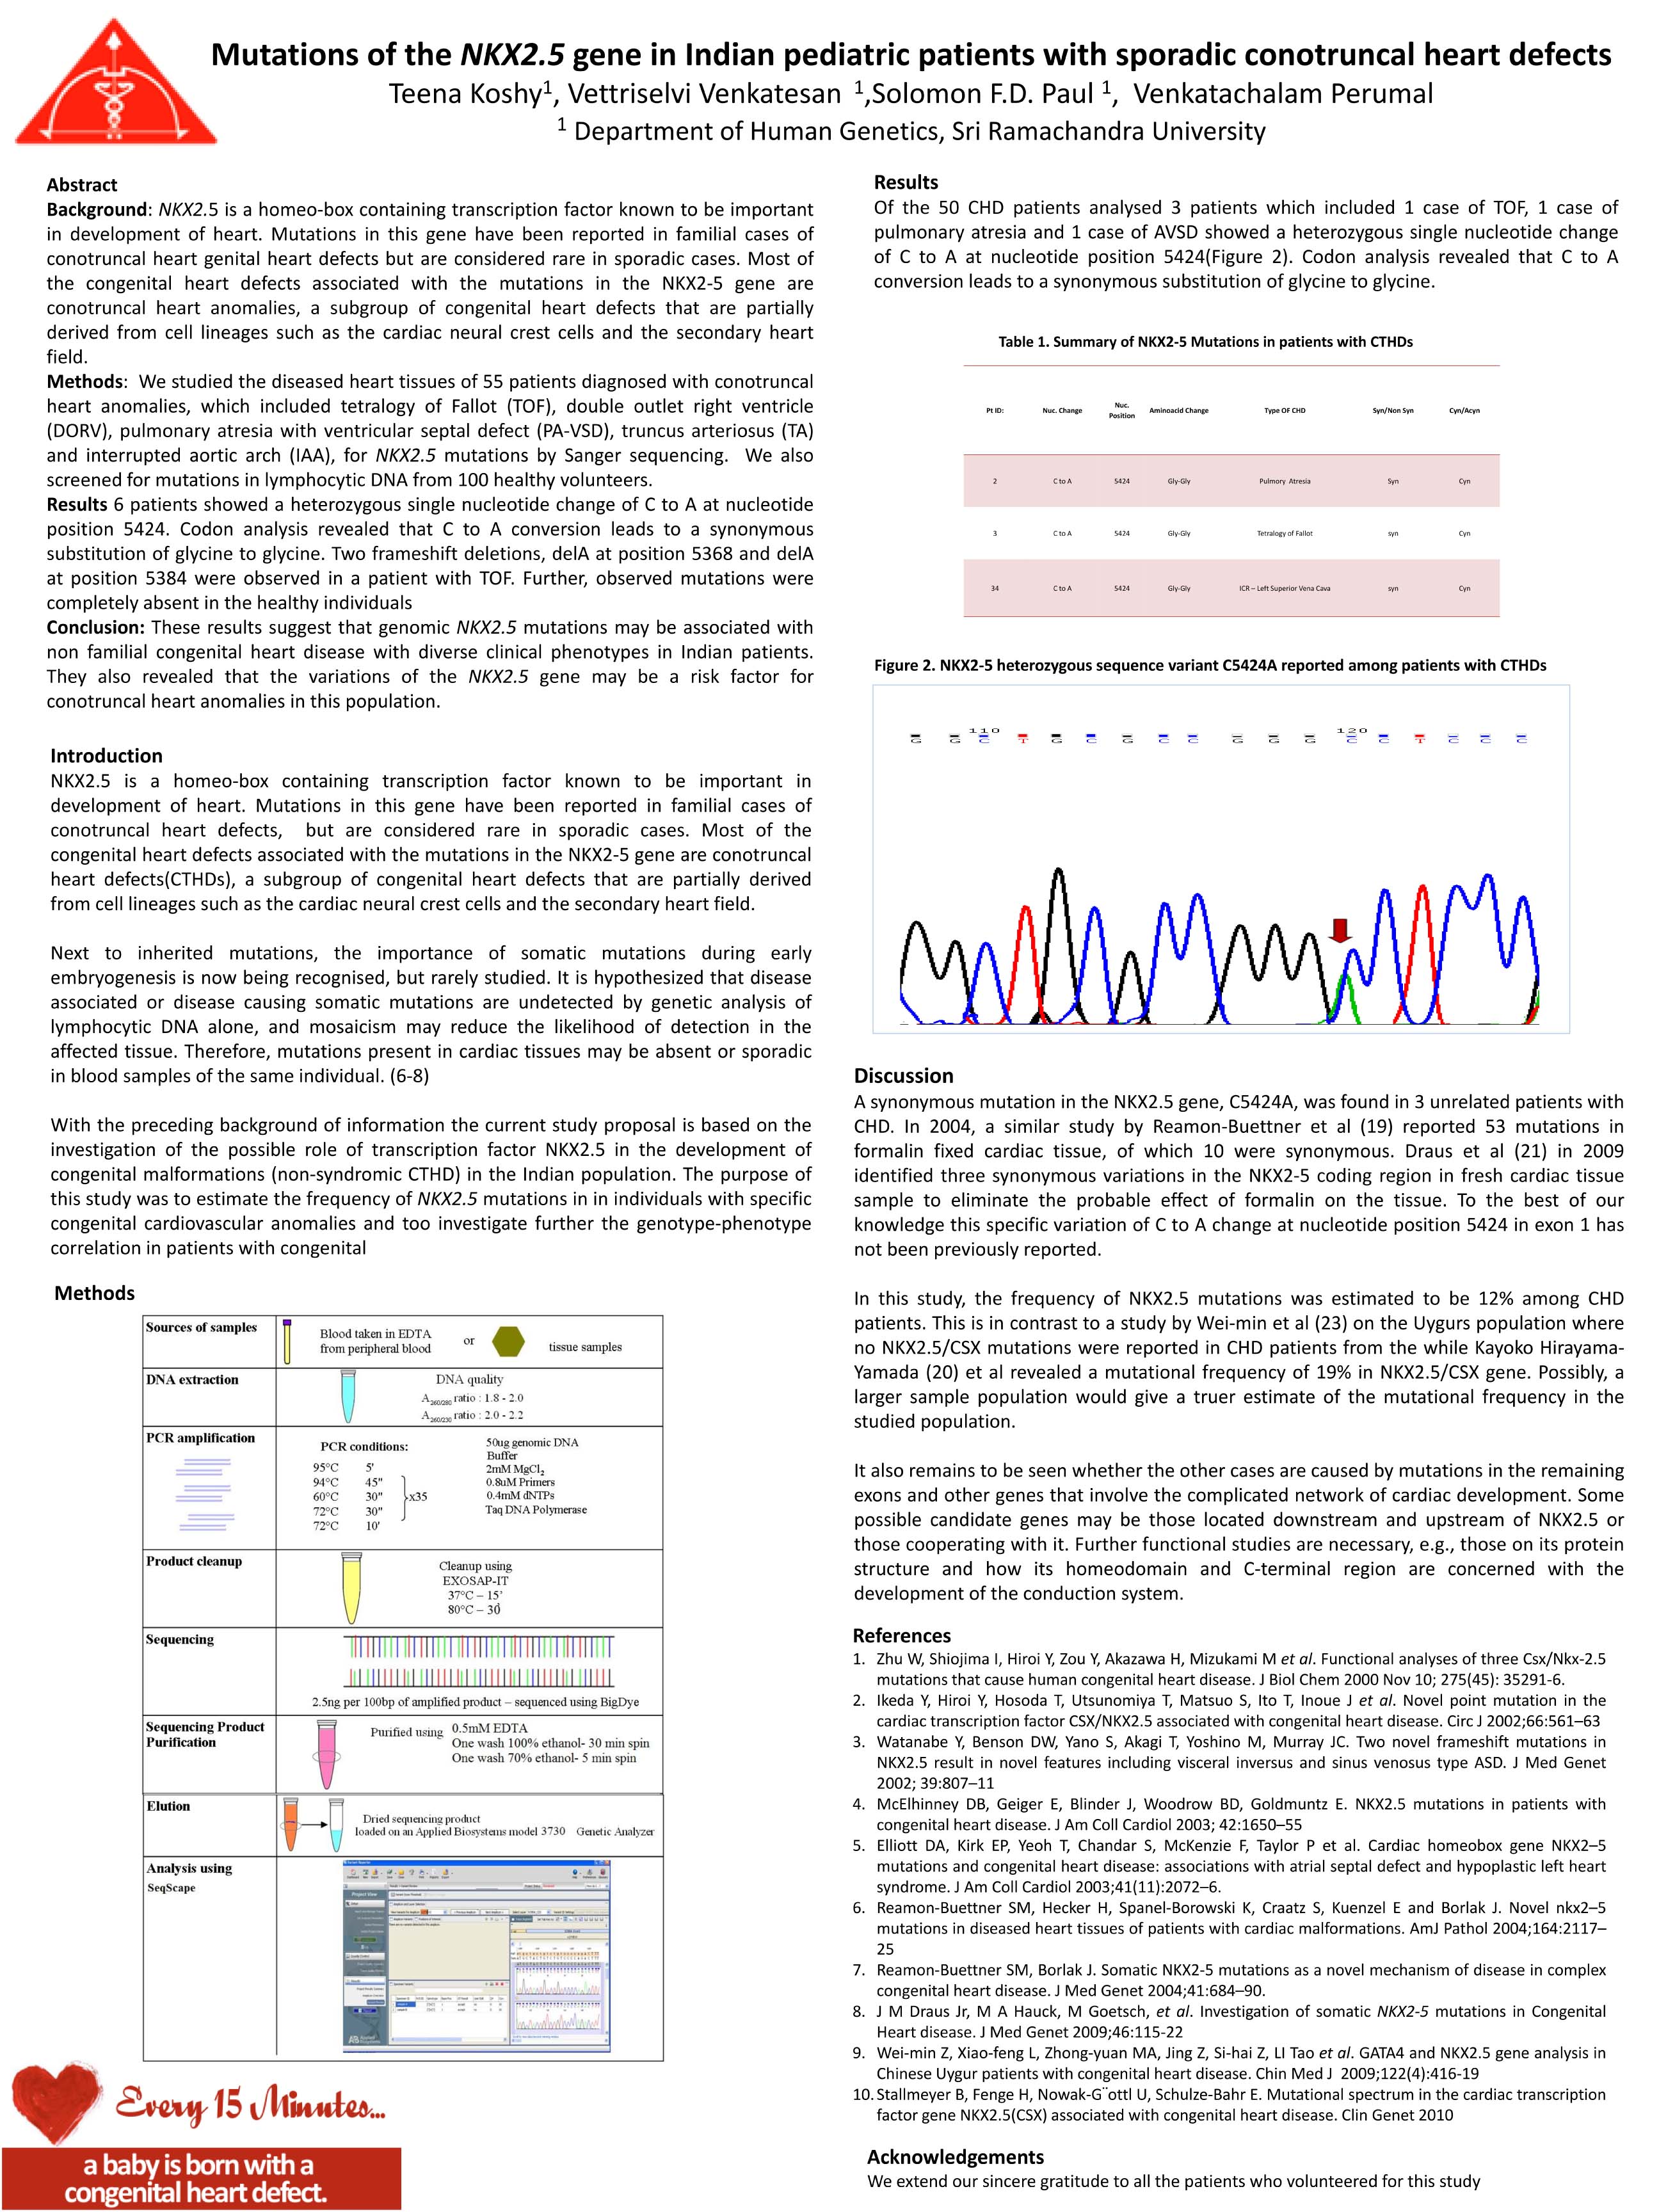 Mutations of the NKX2.5 gene in Indian pediatric patients with sporadic conotruncal heart defects
Teena Koshy1, Vettriselvi Venkatesan 1,Solomon F.D. Paul 1, Venkatachalam Perumal
1 Department of Human Genetics, Sri Ramachandra University
Abstract
Background: NKX2.5 is a homeo-box containing transcription factor known to be important
in development of heart. Mutations in this gene have been reported in familial cases of
conotruncal heart genital heart defects but are considered rare in sporadic cases. Most of
the congenital heart defects associated with the mutations in the NKX2-5 gene are
conotruncal heart anomalies, a subgroup of congenital heart defects that are partially
derived from cell lineages such as the cardiac neural crest cells and the secondary heart
field.
Methods: We studied the diseased heart tissues of 55 patients diagnosed with conotruncal
heart anomalies, which included tetralogy of Fallot (TOF), double outlet right ventricle
(DORV), pulmonary atresia with ventricular septal defect (PA-VSD), truncus arteriosus (TA)
and interrupted aortic arch (IAA), for NKX2.5 mutations by Sanger sequencing. We also
screened for mutations in lymphocytic DNA from 100 healthy volunteers.
Results 6 patients showed a heterozygous single nucleotide change of C to A at nucleotide
position 5424. Codon analysis revealed that C to A conversion leads to a synonymous
substitution of glycine to glycine. Two frameshift deletions, delA at position 5368 and delA
at position 5384 were observed in a patient with TOF. Further, observed mutations were
completely absent in the healthy individuals
Conclusion: These results suggest that genomic NKX2.5 mutations may be associated with
non familial congenital heart disease with diverse clinical phenotypes in Indian patients.
They also revealed that the variations of the NKX2.5 gene may be a risk factor for
conotruncal heart anomalies in this population.
Introduction
NKX2.5 is a homeo-box containing transcription factor known to be important in
development of heart. Mutations in this gene have been reported in familial cases of
conotruncal heart defects, but are considered rare in sporadic cases. Most of the
congenital heart defects associated with the mutations in the NKX2-5 gene are conotruncal
heart defects(CTHDs), a subgroup of congenital heart defects that are partially derived
from cell lineages such as the cardiac neural crest cells and the secondary heart field.
Next to inherited mutations, the importance of somatic mutations during early
embryogenesis is now being recognised, but rarely studied. It is hypothesized that disease
associated or disease causing somatic mutations are undetected by genetic analysis of
lymphocytic DNA alone, and mosaicism may reduce the likelihood of detection in the
affected tissue. Therefore, mutations present in cardiac tissues may be absent or sporadic
in blood samples of the same individual. (6-8)
With the preceding background of information the current study proposal is based on the
investigation of the possible role of transcription factor NKX2.5 in the development of
congenital malformations (non-syndromic CTHD) in the Indian population. The purpose of
this study was to estimate the frequency of NKX2.5 mutations in in individuals with specific
congenital cardiovascular anomalies and too investigate further the genotype-phenotype
correlation in patients with congenital
Methods
Sources of samples
Blood taken in EDTA
from peripheral blood
or
tissue samples
DNA extraction
DNA quality
A260/280 ratio : 1.8 - 2.0
A260/230 ratio : 2.0 - 2.2
PCR amplification
PCR conditions:
95°C 5'
94°C 45"
60°C 30"
72°C 30"
72°C 10'
x35
50ug genomic DNA
Buffer
2mM MgCl2
0.8uM Primers
0.4mM dNTPs
Taq DNA Polymerase
Product cleanup
Cleanup using
EXOSAP-IT
37°C – 15'
80°C – 30'
Sequencing
2.5ng per 100bp of amplified product – sequenced using BigDye
Sequencing Product
Purification
Purified using
0.5mM EDTA
One wash 100% ethanol- 30 min spin
One wash 70% ethanol- 5 min spin
Elution
Dried sequencing product
loaded on an Applied Biosystems model 3730 Genetic Analyzer
Analysis using
SeqScape
Project View
Every 15 Minutes...
a baby is born with a
congenital heart defect.
Results
Of the 50 CHD patients analysed 3 patients which included 1 case of TOF, 1 case of
pulmonary atresia and 1 case of AVSD showed a heterozygous single nucleotide change
of C to A at nucleotide position 5424(Figure 2). Codon analysis revealed that C to A
conversion leads to a synonymous substitution of glycine to glycine.
Table 1. Summary of NKX2-5 Mutations in patients with CTHDs
Pt ID: Nuc. Change Nuc. Position Aminoacid Change Type OF CHD Syn/Non Syn Cyn/Acyn
2 C to A 5424 Gly-Gly Pulmory Atresia Syn Cyn
3 C to A 5424 Gly-Gly Tetralogy of Fallot syn Cyn
34 C to A 5424 Gly-Gly ICR – Left Superior Vena Cava syn Cyn
Figure 2. NKX2-5 heterozygous sequence variant C5424A reported among patients with CTHDs
110 120
G G C T G C G C C G G G C C T C C C
Discussion
A synonymous mutation in the NKX2.5 gene, C5424A, was found in 3 unrelated patients with
CHD. In 2004, a similar study by Reamon-Buettner et al (19) reported 53 mutations in
formalin fixed cardiac tissue, of which 10 were synonymous. Draus et al (21) in 2009
identified three synonymous variations in the NKX2-5 coding region in fresh cardiac tissue
sample to eliminate the probable effect of formalin on the tissue. To the best of our
knowledge this specific variation of C to A change at nucleotide position 5424 in exon 1 has
not been previously reported.
In this study, the frequency of NKX2.5 mutations was estimated to be 12% among CHD
patients. This is in contrast to a study by Wei-min et al (23) on the Uygurs population where
no NKX2.5/CSX mutations were reported in CHD patients from the while Kayoko Hirayama-
Yamada (20) et al revealed a mutational frequency of 19% in NKX2.5/CSX gene. Possibly, a
larger sample population would give a truer estimate of the mutational frequency in the
studied population.
It also remains to be seen whether the other cases are caused by mutations in the remaining
exons and other genes that involve the complicated network of cardiac development. Some
possible candidate genes may be those located downstream and upstream of NKX2.5 or
those cooperating with it. Further functional studies are necessary, e.g., those on its protein
structure and how its homeodomain and C-terminal region are concerned with the
development of the conduction system.
References
1. Zhu W, Shiojima I, Hiroi Y, Zou Y, Akazawa H, Mizukami M et al. Functional analyses of three Csx/Nkx-2.5
mutations that cause human congenital heart disease. J Biol Chem 2000 Nov 10; 275(45): 35291-6.
2. Ikeda Y, Hiroi Y, Hosoda T, Utsunomiya T, Matsuo S, Ito T, Inoue J et al. Novel point mutation in the
cardiac transcription factor CSX/NKX2.5 associated with congenital heart disease. Circ J 2002;66:561–63
3. Watanabe Y, Benson DW, Yano S, Akagi T, Yoshino M, Murray JC. Two novel frameshift mutations in
NKX2.5 result in novel features including visceral inversus and sinus venosus type ASD. J Med Genet
2002; 39:807–11
4. McElhinney DB, Geiger E, Blinder J, Woodrow BD, Goldmuntz E. NKX2.5 mutations in patients with
congenital heart disease. J Am Coll Cardiol 2003; 42:1650–55
5. Elliott DA, Kirk EP, Yeoh T, Chandar S, McKenzie F, Taylor P et al. Cardiac homeobox gene NKX2–5
mutations and congenital heart disease: associations with atrial septal defect and hypoplastic left heart
syndrome. J Am Coll Cardiol 2003;41(11):2072–6.
6. Reamon-Buettner SM, Hecker H, Spanel-Borowski K, Craatz S, Kuenzel E and Borlak J. Novel nkx2–5
mutations in diseased heart tissues of patients with cardiac malformations. AmJ Pathol 2004;164:2117–
25
7. Reamon-Buettner SM, Borlak J. Somatic NKX2-5 mutations as a novel mechanism of disease in complex
congenital heart disease. J Med Genet 2004;41:684–90.
8. J M Draus Jr, M A Hauck, M Goetsch, et al. Investigation of somatic NKX2-5 mutations in Congenital
Heart disease. J Med Genet 2009;46:115-22
9. Wei-min Z, Xiao-feng L, Zhong-yuan MA, Jing Z, Si-hai Z, LI Tao et al. GATA4 and NKX2.5 gene analysis in
Chinese Uygur patients with congenital heart disease. Chin Med J 2009;122(4):416-19
10. Stallmeyer B, Fenge H, Nowak-G¨ottl U, Schulze-Bahr E. Mutational spectrum in the cardiac transcription
factor gene NKX2.5(CSX) associated with congenital heart disease. Clin Genet 2010
Acknowledgements
We extend our sincere gratitude to all the patients who volunteered for this study